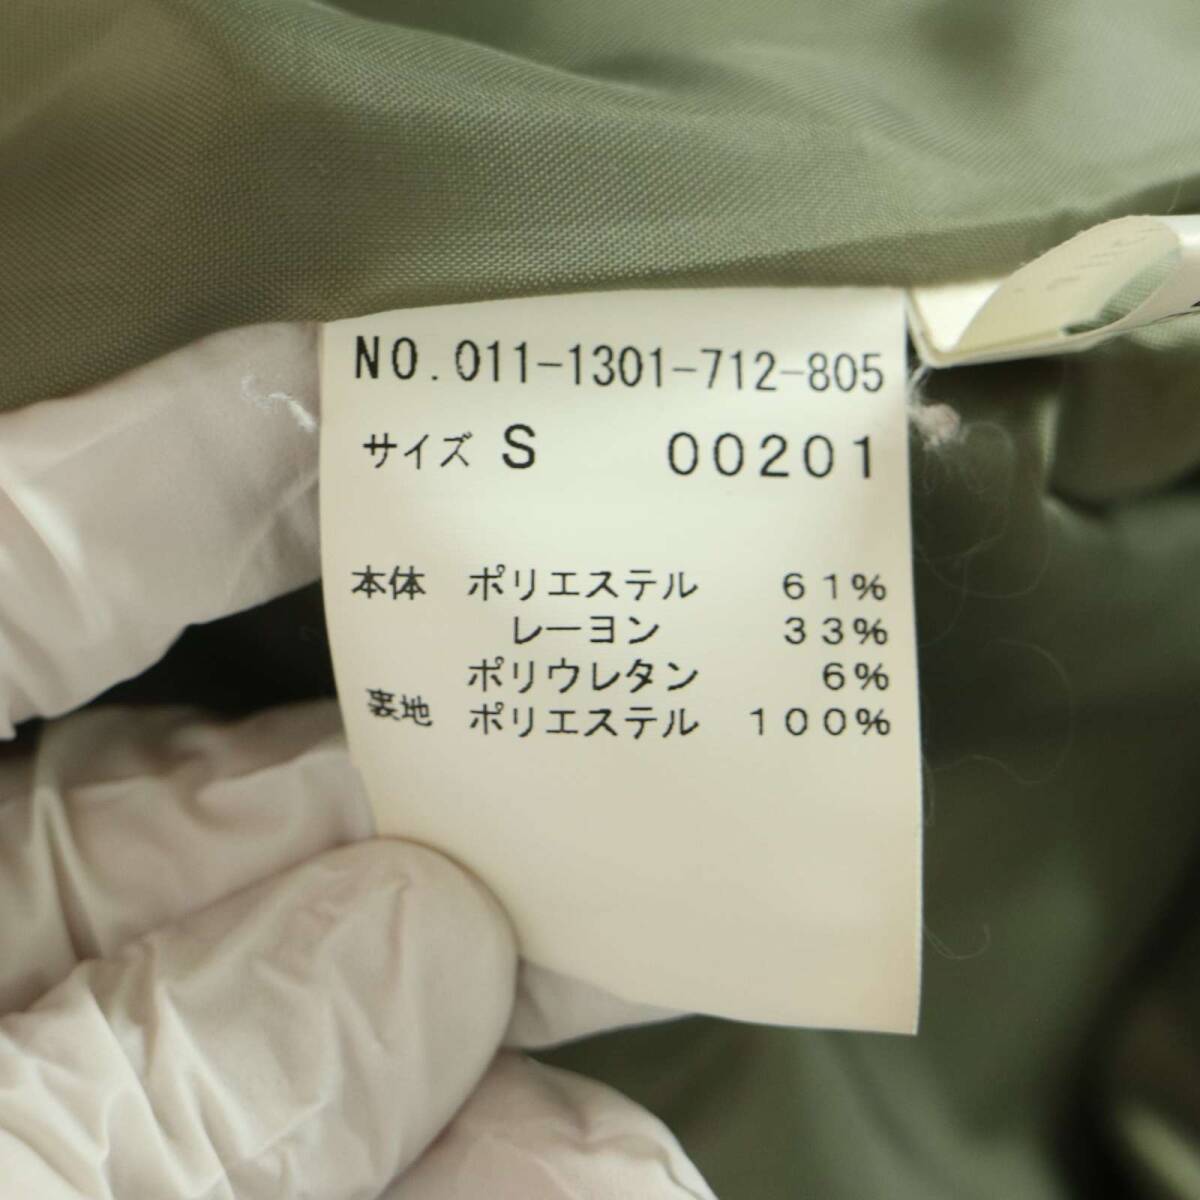 NO.011-1301-712-805
サイズ S 00201
本体 ポリエステル 61%
レーヨン 33%
ポリウレタン 6%
裏地 ポリエステル 100%